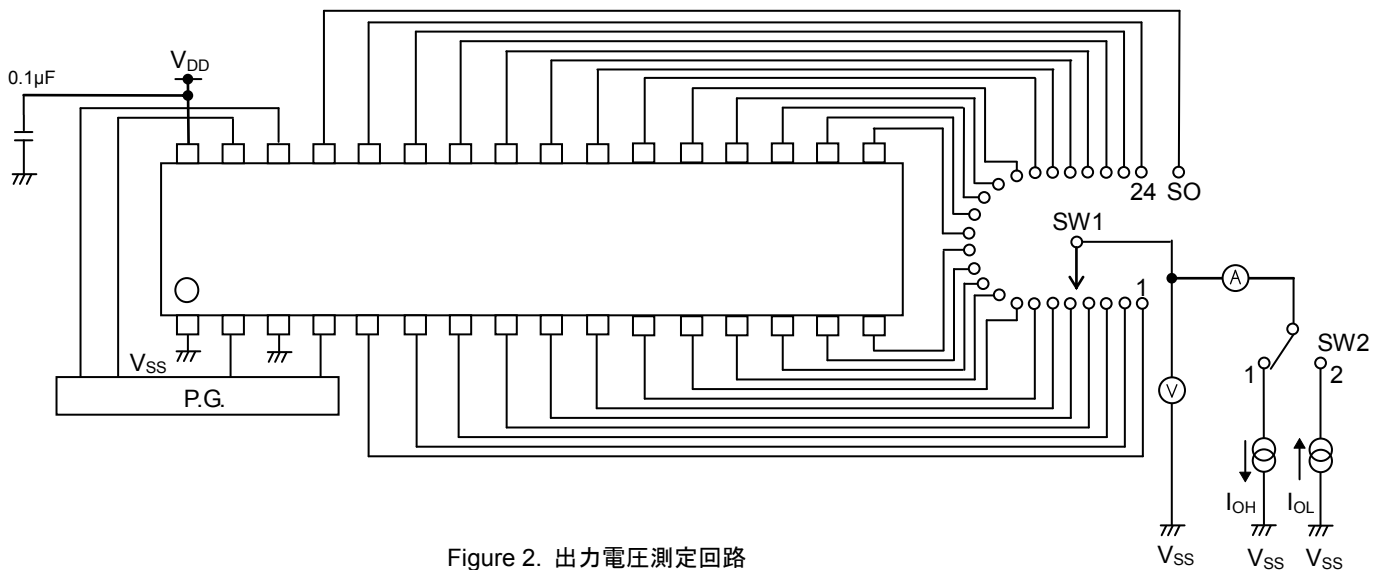 0.1μF
VDD
24 SO
SW1
A
1
SW2
VSS
P.G.
V
1
2
IOH
IOL
VSS
VSS
VSS
Figure 2. 出力電圧測定回路